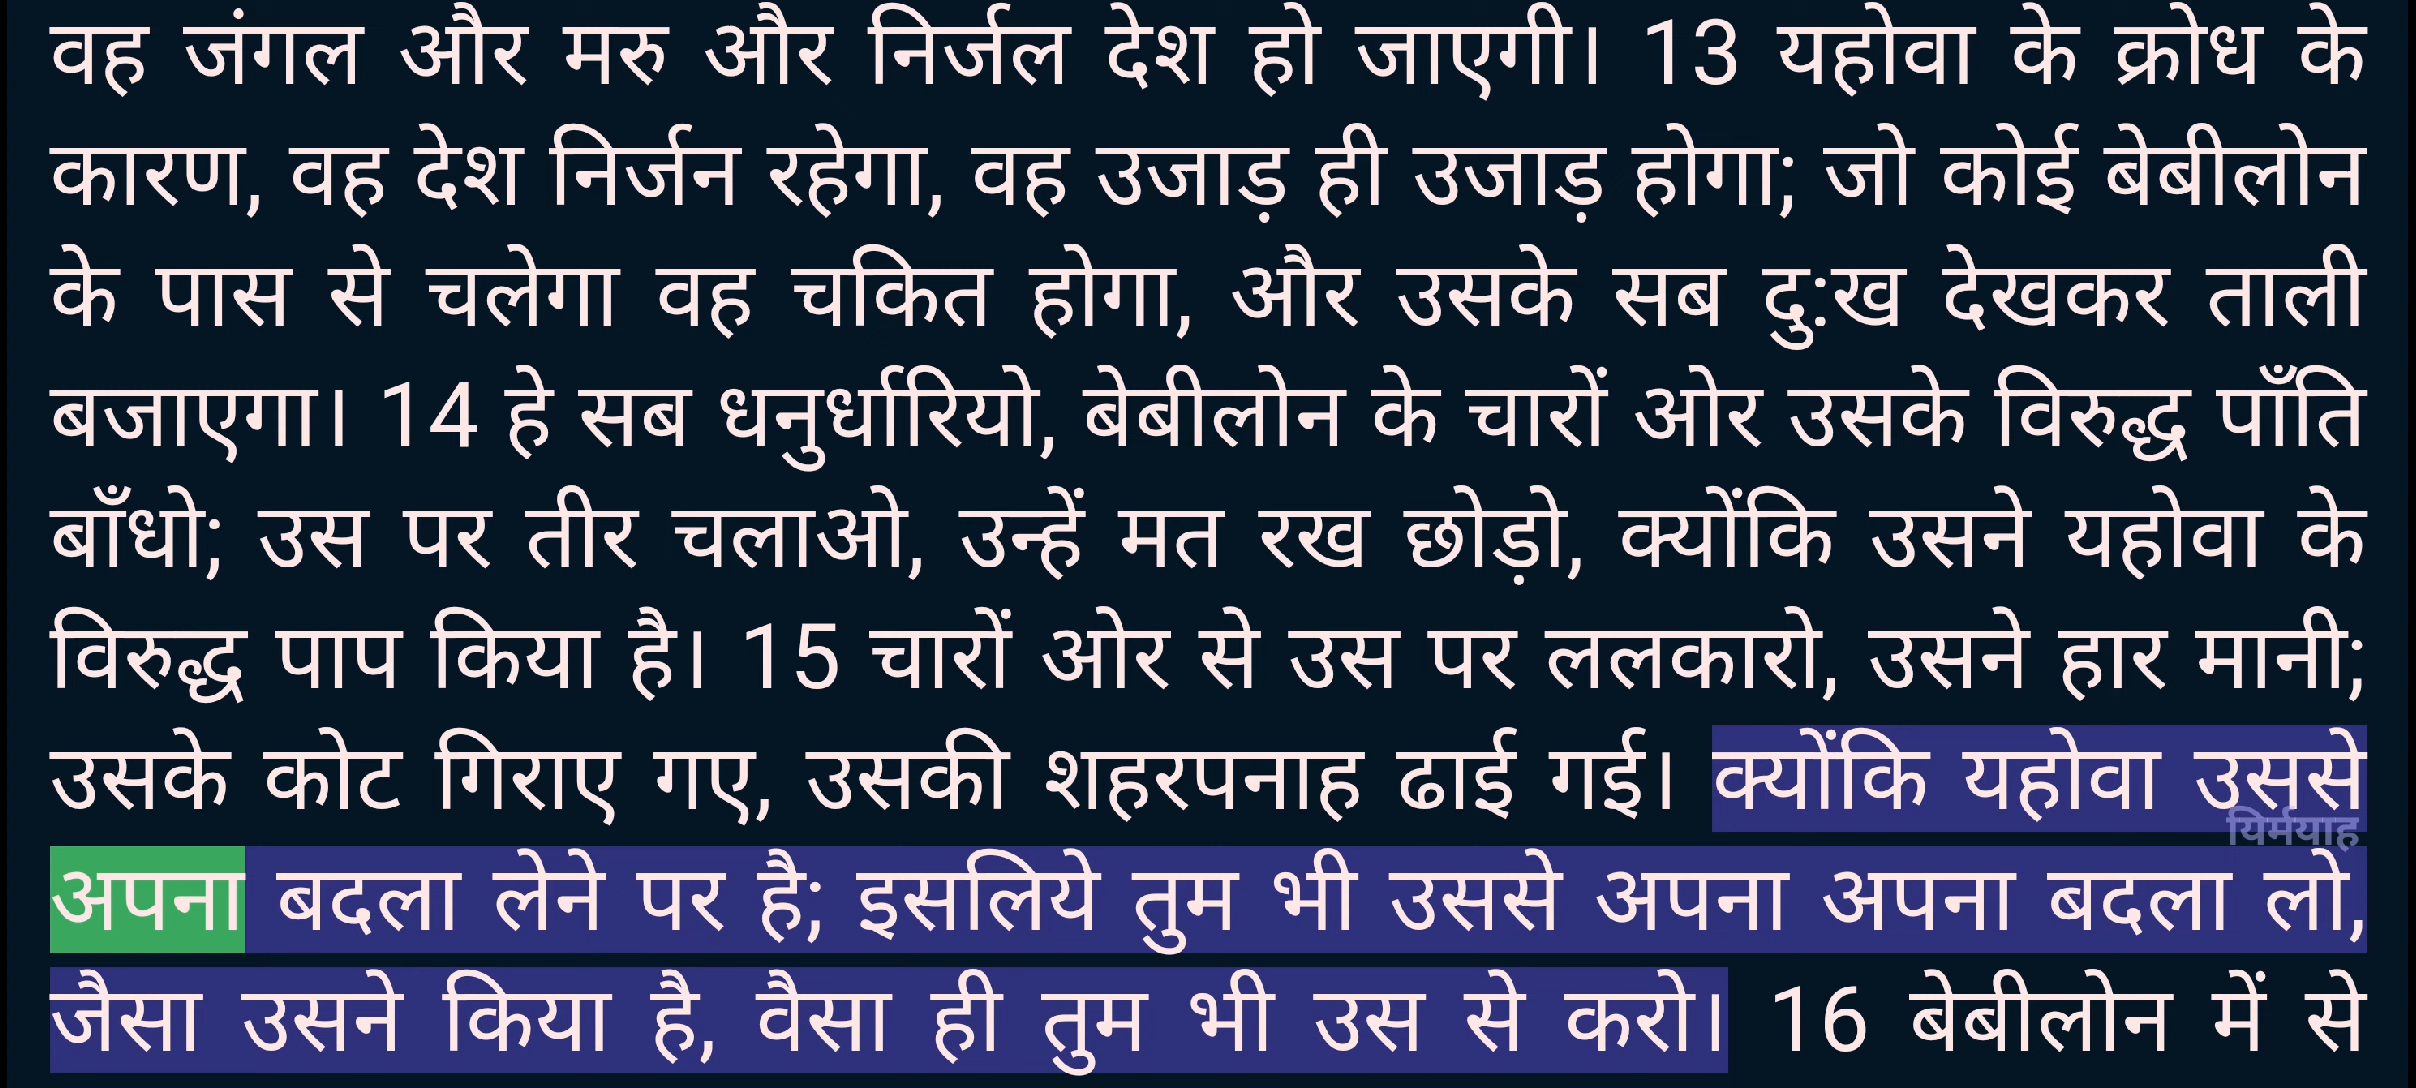 वह जंगल और मरु और निर्जल देश हो जाएगी। 13 यहोवा के क्रोध के
कारण, वह देश निर्जन रहेगा, वह उजाड़ ही उजाड़ होगा; जो कोई बेबीलोन
के पास से चलेगा वह चकित होगा, और उसके सब दु:ख देखकर ताली
बजाएगा। 14 हे सब धनुर्धारियो, बेबीलोन के चारों ओर उसके विरुद्ध पाँति
बाँधो; उस पर तीर चलाओ, उन्हें मत रख छोड़ो, क्योंकि उसने यहोवा के
विरुद्ध पाप किया है। 15 चारों ओर से उस पर ललकारो, उसने हार मानी;
उसके कोट गिराए गए, उसकी शहरपनाह ढाई गई। क्योंकि यहोवा उससे
यिर्मयाह
अपना बदला लेने पर है; इसलिये तुम भी उससे अपना अपना बदला लो,
जैसा उसने किया है, वैसा ही तुम भी उस से करो। 16 बेबीलोन में से